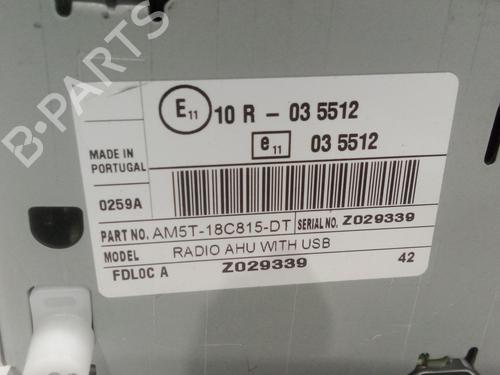 B-PARTS
E11 10 R - 03 5512
e11 03 5512
MADE IN
PORTUGAL
0259A
PART NO. AM5T-18C815-DT SERIAL NO. Z029339
MODEL RADIO AHU WITH USB
FDLOC A Z029339 42